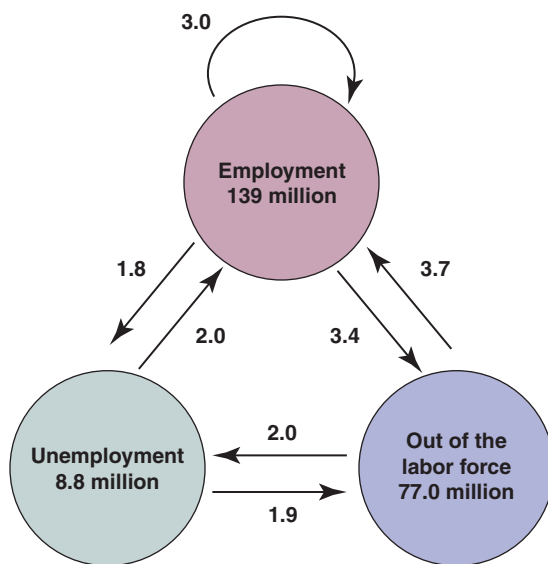 3.0
Employment
139 million
1.8
2.0
3.7
3.4
Unemployment
8.8 million
2.0
1.9
Out of the
labor force
77.0 million